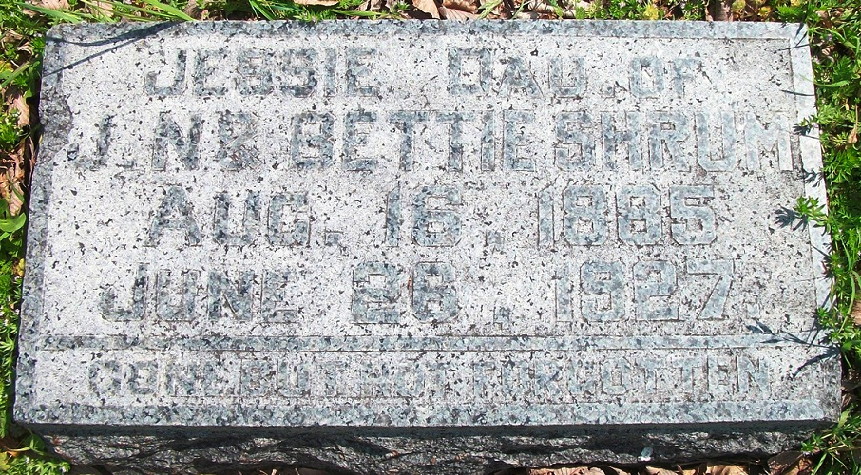 JESSIE DAU. OF
J. N. & BETTIE SHRUM
AUG. 16, 1885
JUNE 26, 1927.
GONE BUT NOT FORGOTTEN